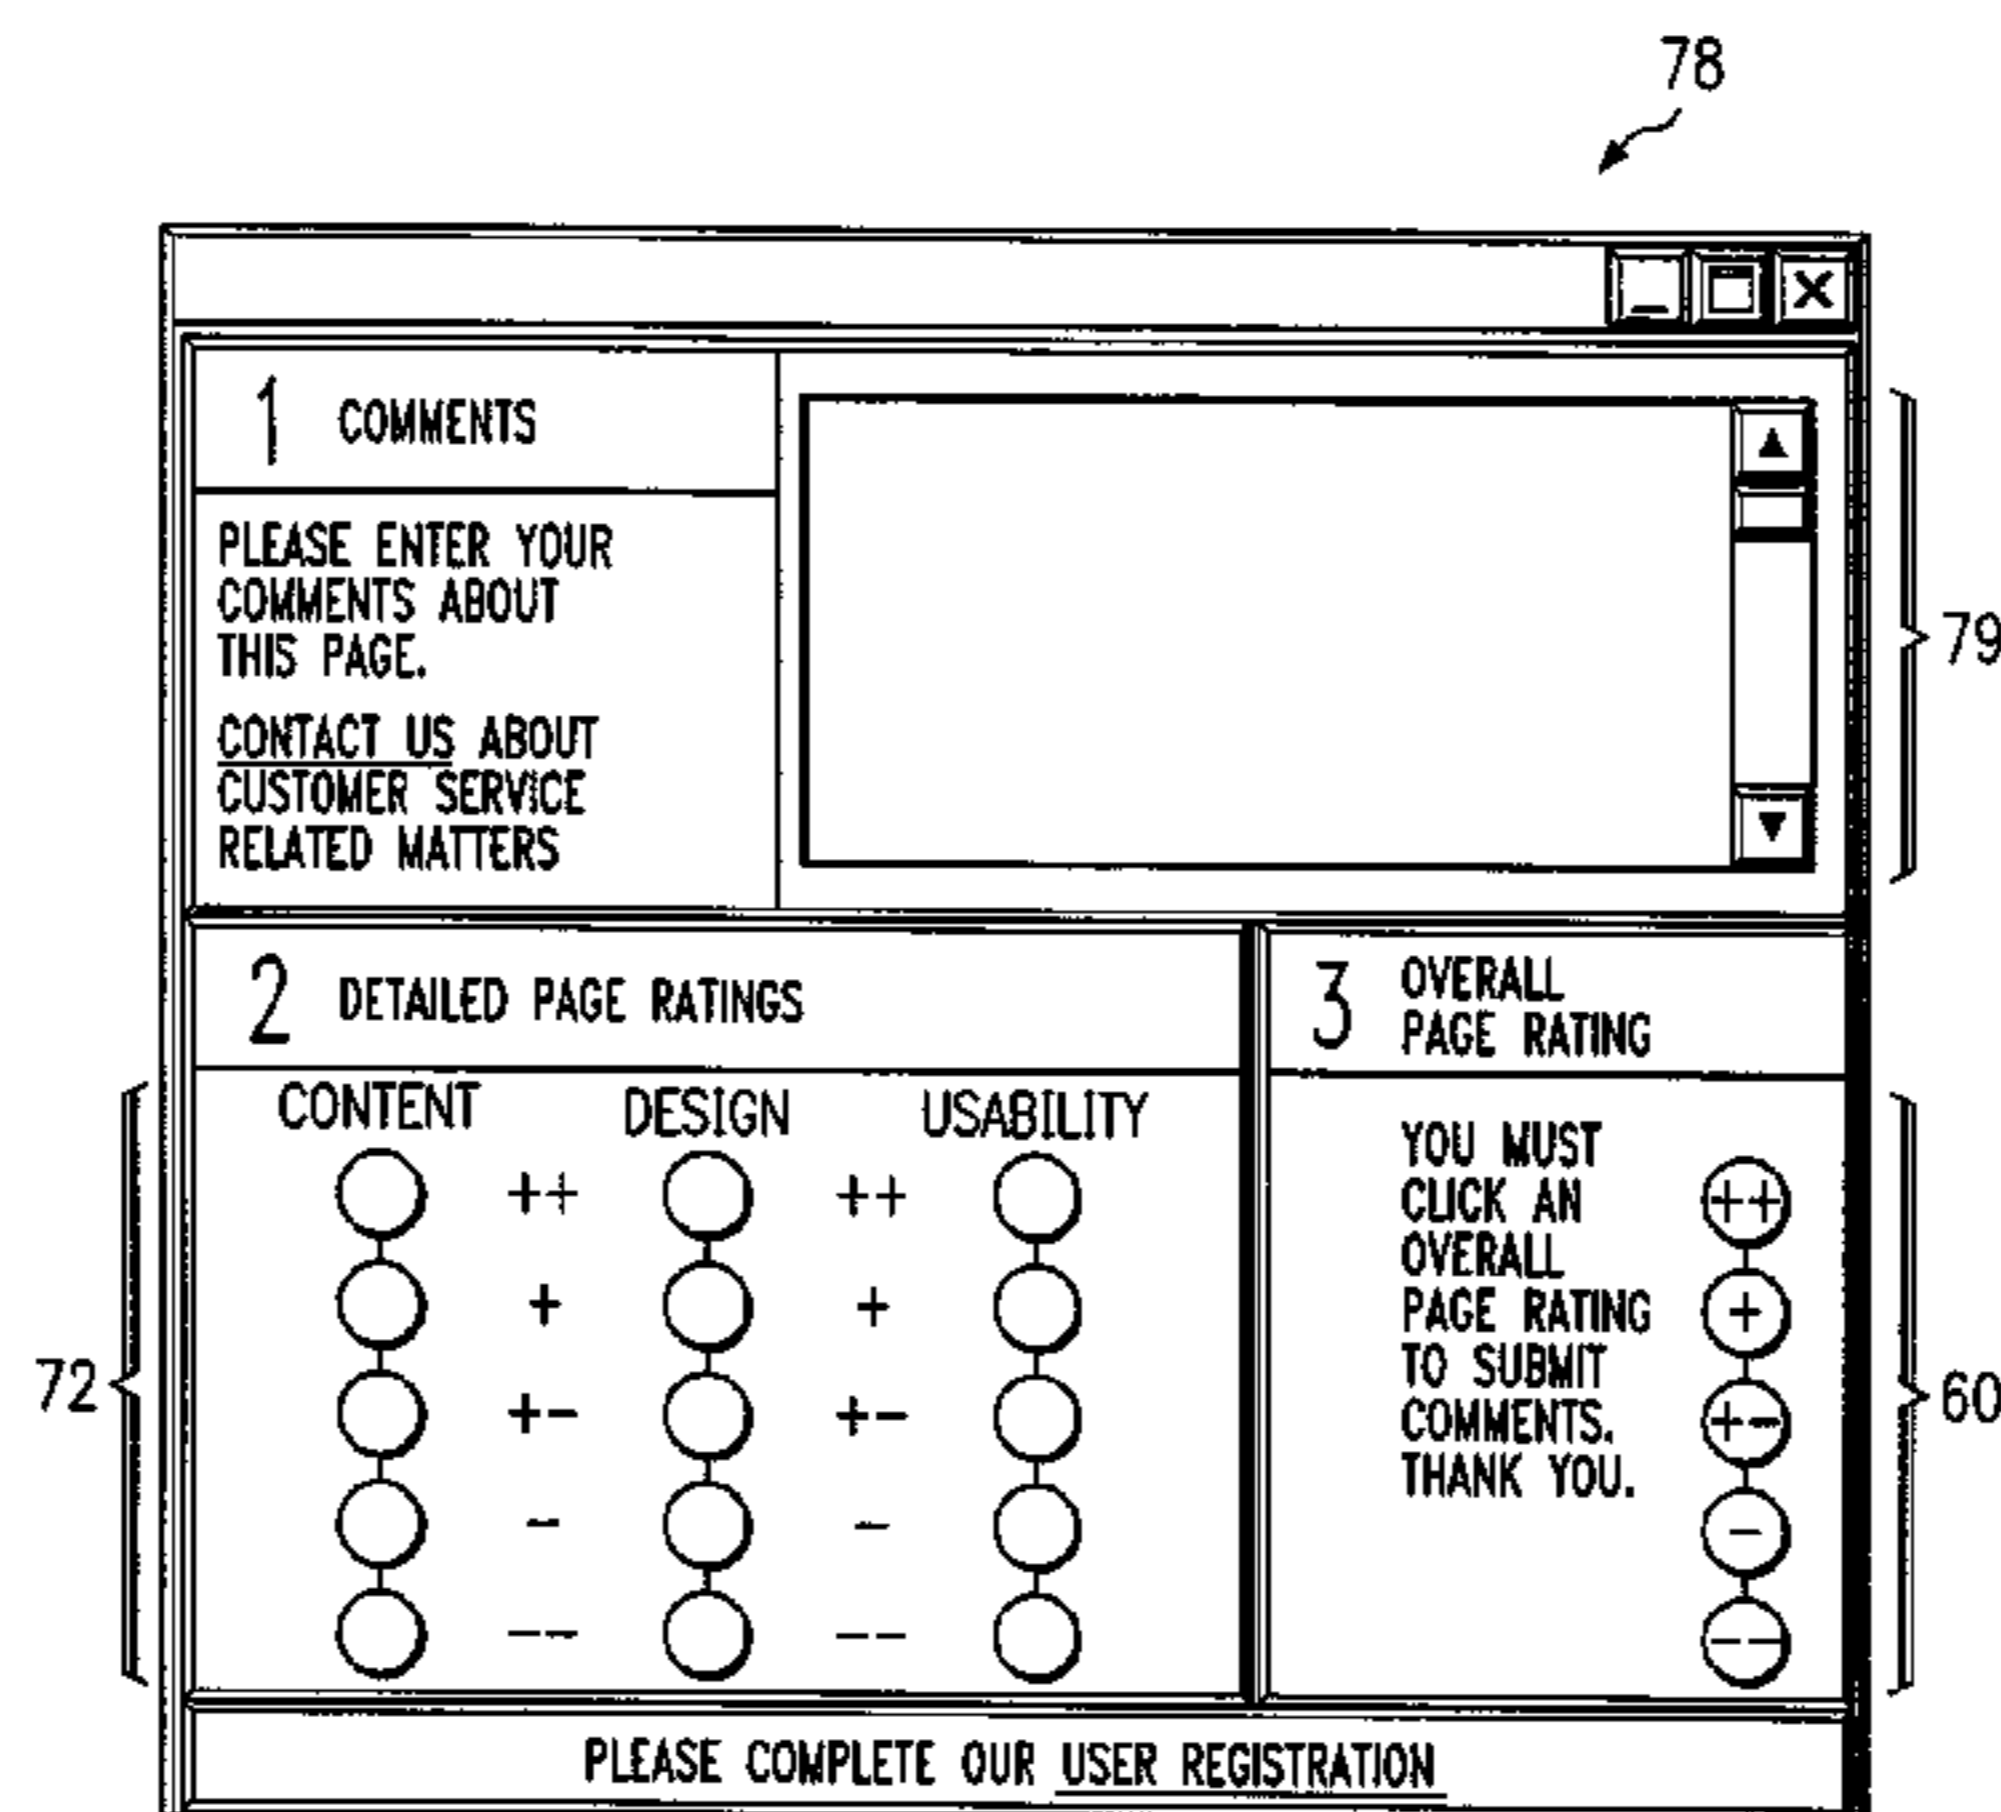 78
1 COMMENTS
PLEASE ENTER YOUR
COMMENTS ABOUT
THIS PAGE.
CONTACT US ABOUT
CUSTOMER SERVICE
RELATED MATTERS
79
2 DETAILED PAGE RATINGS
3 OVERALL
PAGE RATING
72
CONTENT DESIGN USABILITY
++ ++
+ +
+- +-
- -
-- --
YOU MUST
CLICK AN
OVERALL
PAGE RATING
TO SUBMIT
COMMENTS.
THANK YOU.
++
+
+-
-
--
60
PLEASE COMPLETE OUR USER REGISTRATION